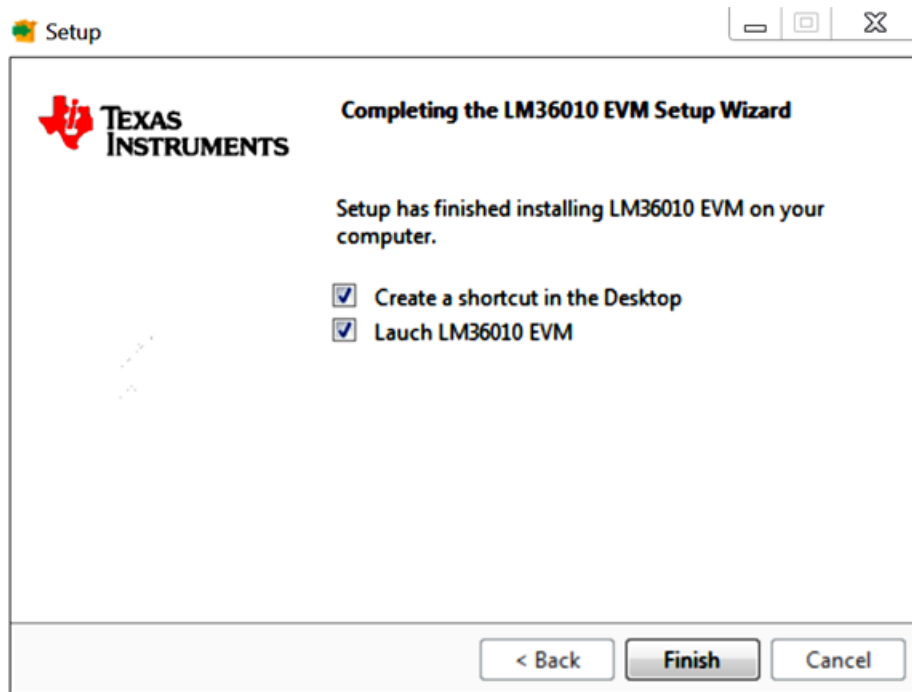 Setup
TEXAS
INSTRUMENTS
Completing the LM36010 EVM Setup Wizard
Setup has finished installing LM36010 EVM on your
computer.
Create a shortcut in the Desktop
Lauch LM36010 EVM
< Back
Finish
Cancel